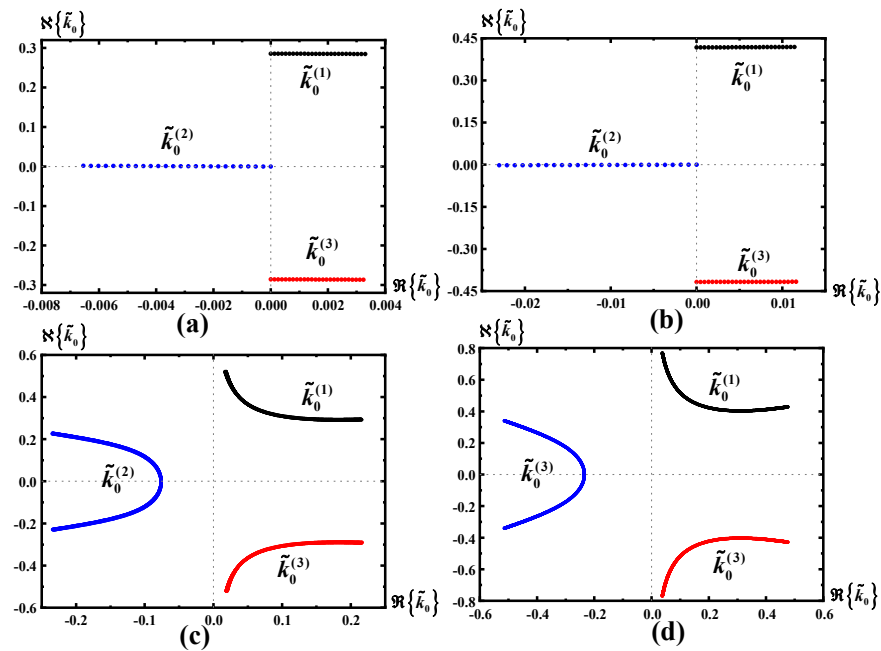 ℵ{k̃₀} ℵ{k̃₀}
0.3 0.45
k̃₀⁽¹⁾ k̃₀⁽¹⁾
0.2 0.30
0.1 k̃₀⁽²⁾ 0.15 k̃₀⁽²⁾
0.0 0.00
-0.1 -0.15
-0.2 k̃₀⁽³⁾ -0.30 k̃₀⁽³⁾
-0.3 ℜ{k̃₀} -0.45 ℜ{k̃₀}
-0.008 -0.006 -0.004 -0.002 0.000 0.002 0.004 -0.02 -0.01 0.00 0.01
(a) (b)
ℵ{k̃₀} ℵ{k̃₀}
0.6 0.8
0.4 k̃₀⁽¹⁾ 0.6 k̃₀⁽¹⁾
0.2 0.4
k̃₀⁽²⁾ 0.2
0.0 0.0 k̃₀⁽³⁾
-0.2 -0.2
-0.4 k̃₀⁽³⁾ -0.4
-0.6 ℜ{k̃₀} -0.6 k̃₀⁽³⁾
-0.8 ℜ{k̃₀}
-0.2 -0.1 0.0 0.1 0.2 -0.6 -0.4 -0.2 0.0 0.2 0.4 0.6
(c) (d)